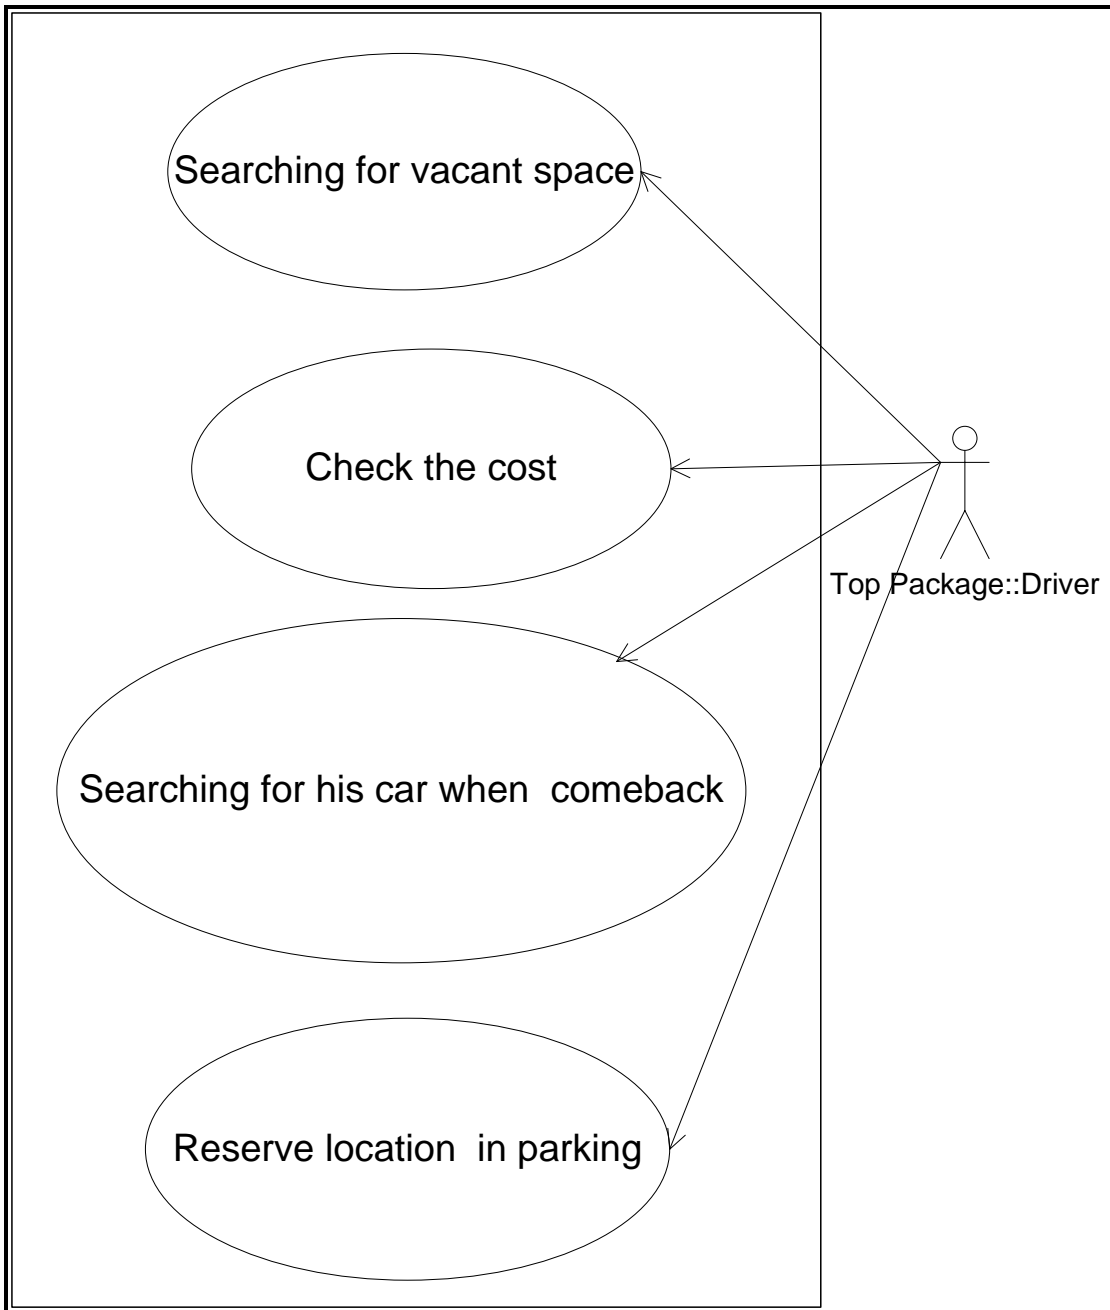 Searching for vacant space
Check the cost
Top Package::Driver
Searching for his car when  comeback
Reserve location  in parking